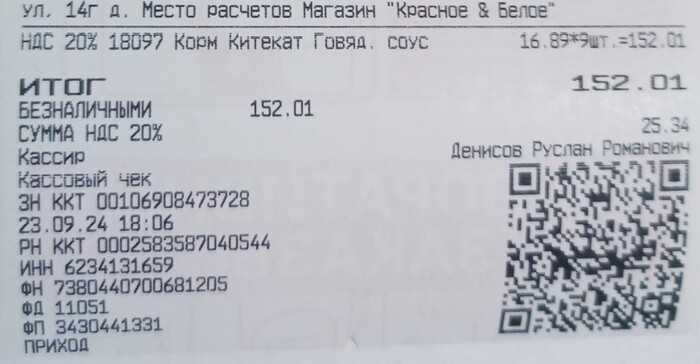 ул. 14г д. Место расчетов Магазин "Красное & Белое"
НДС 20% 18097 Корм Китекат Говяд. соус 16.89*9шт.=152.01
ИТОГ 152.01
БЕЗНАЛИЧНЫМИ 152.01
СУММА НДС 20% 25.34
Кассир Денисов Руслан Романович
Кассовый чек
ЗН ККТ 00106908473728
23.09.24 18:06
РН ККТ 0002583587040544
ИНН 6234131659
ФН 7380440700681205
ФД 11051
ФП 3430441331
ПРИХОД